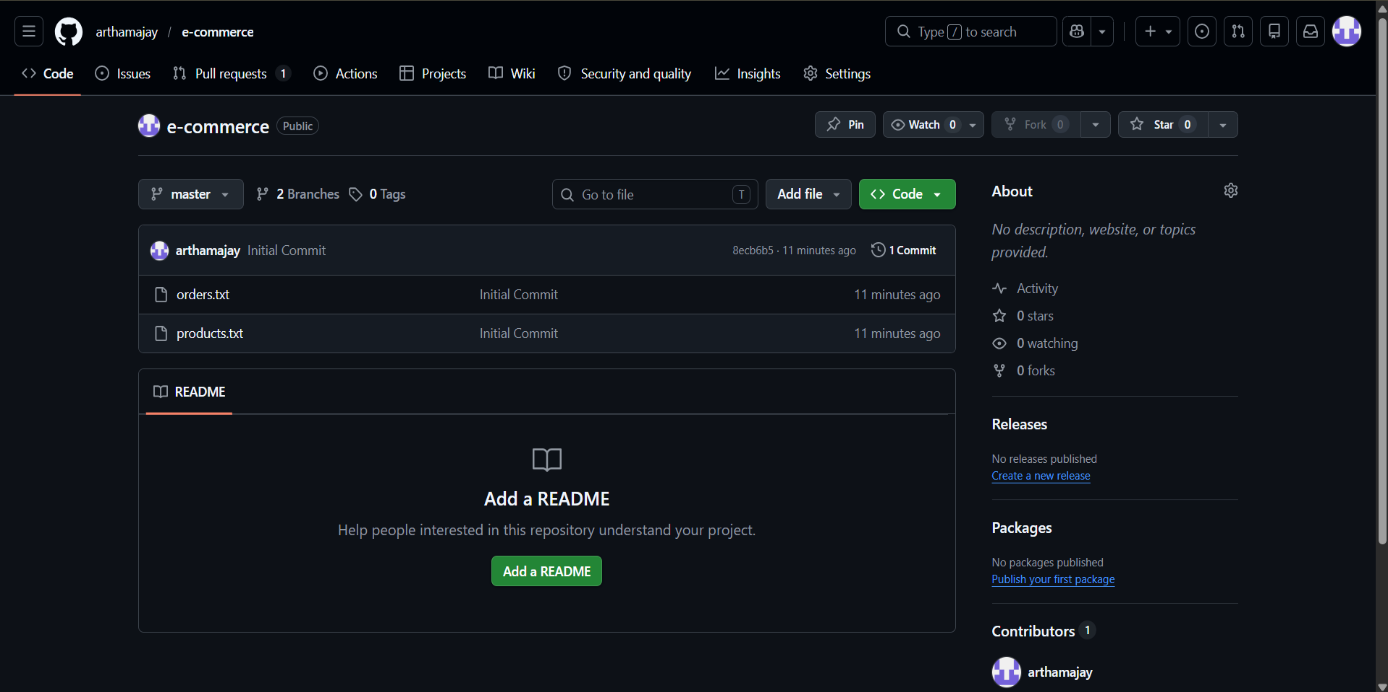 arthamajay / e-commerce
Type / to search
Code Issues Pull requests 1 Actions Projects Wiki Security and quality Insights Settings
e-commerce Public
Pin Watch 0 Fork 0 Star 0
master 2 Branches 0 Tags
Go to file T Add file Code
arthamajay Initial Commit 8ecb6b5 · 11 minutes ago 1 Commit
orders.txt Initial Commit 11 minutes ago
products.txt Initial Commit 11 minutes ago
README
Add a README
Help people interested in this repository understand your project.
Add a README
About
No description, website, or topics
provided.
Activity
0 stars
0 watching
0 forks
Releases
No releases published
Create a new release
Packages
No packages published
Publish your first package
Contributors 1
arthamajay